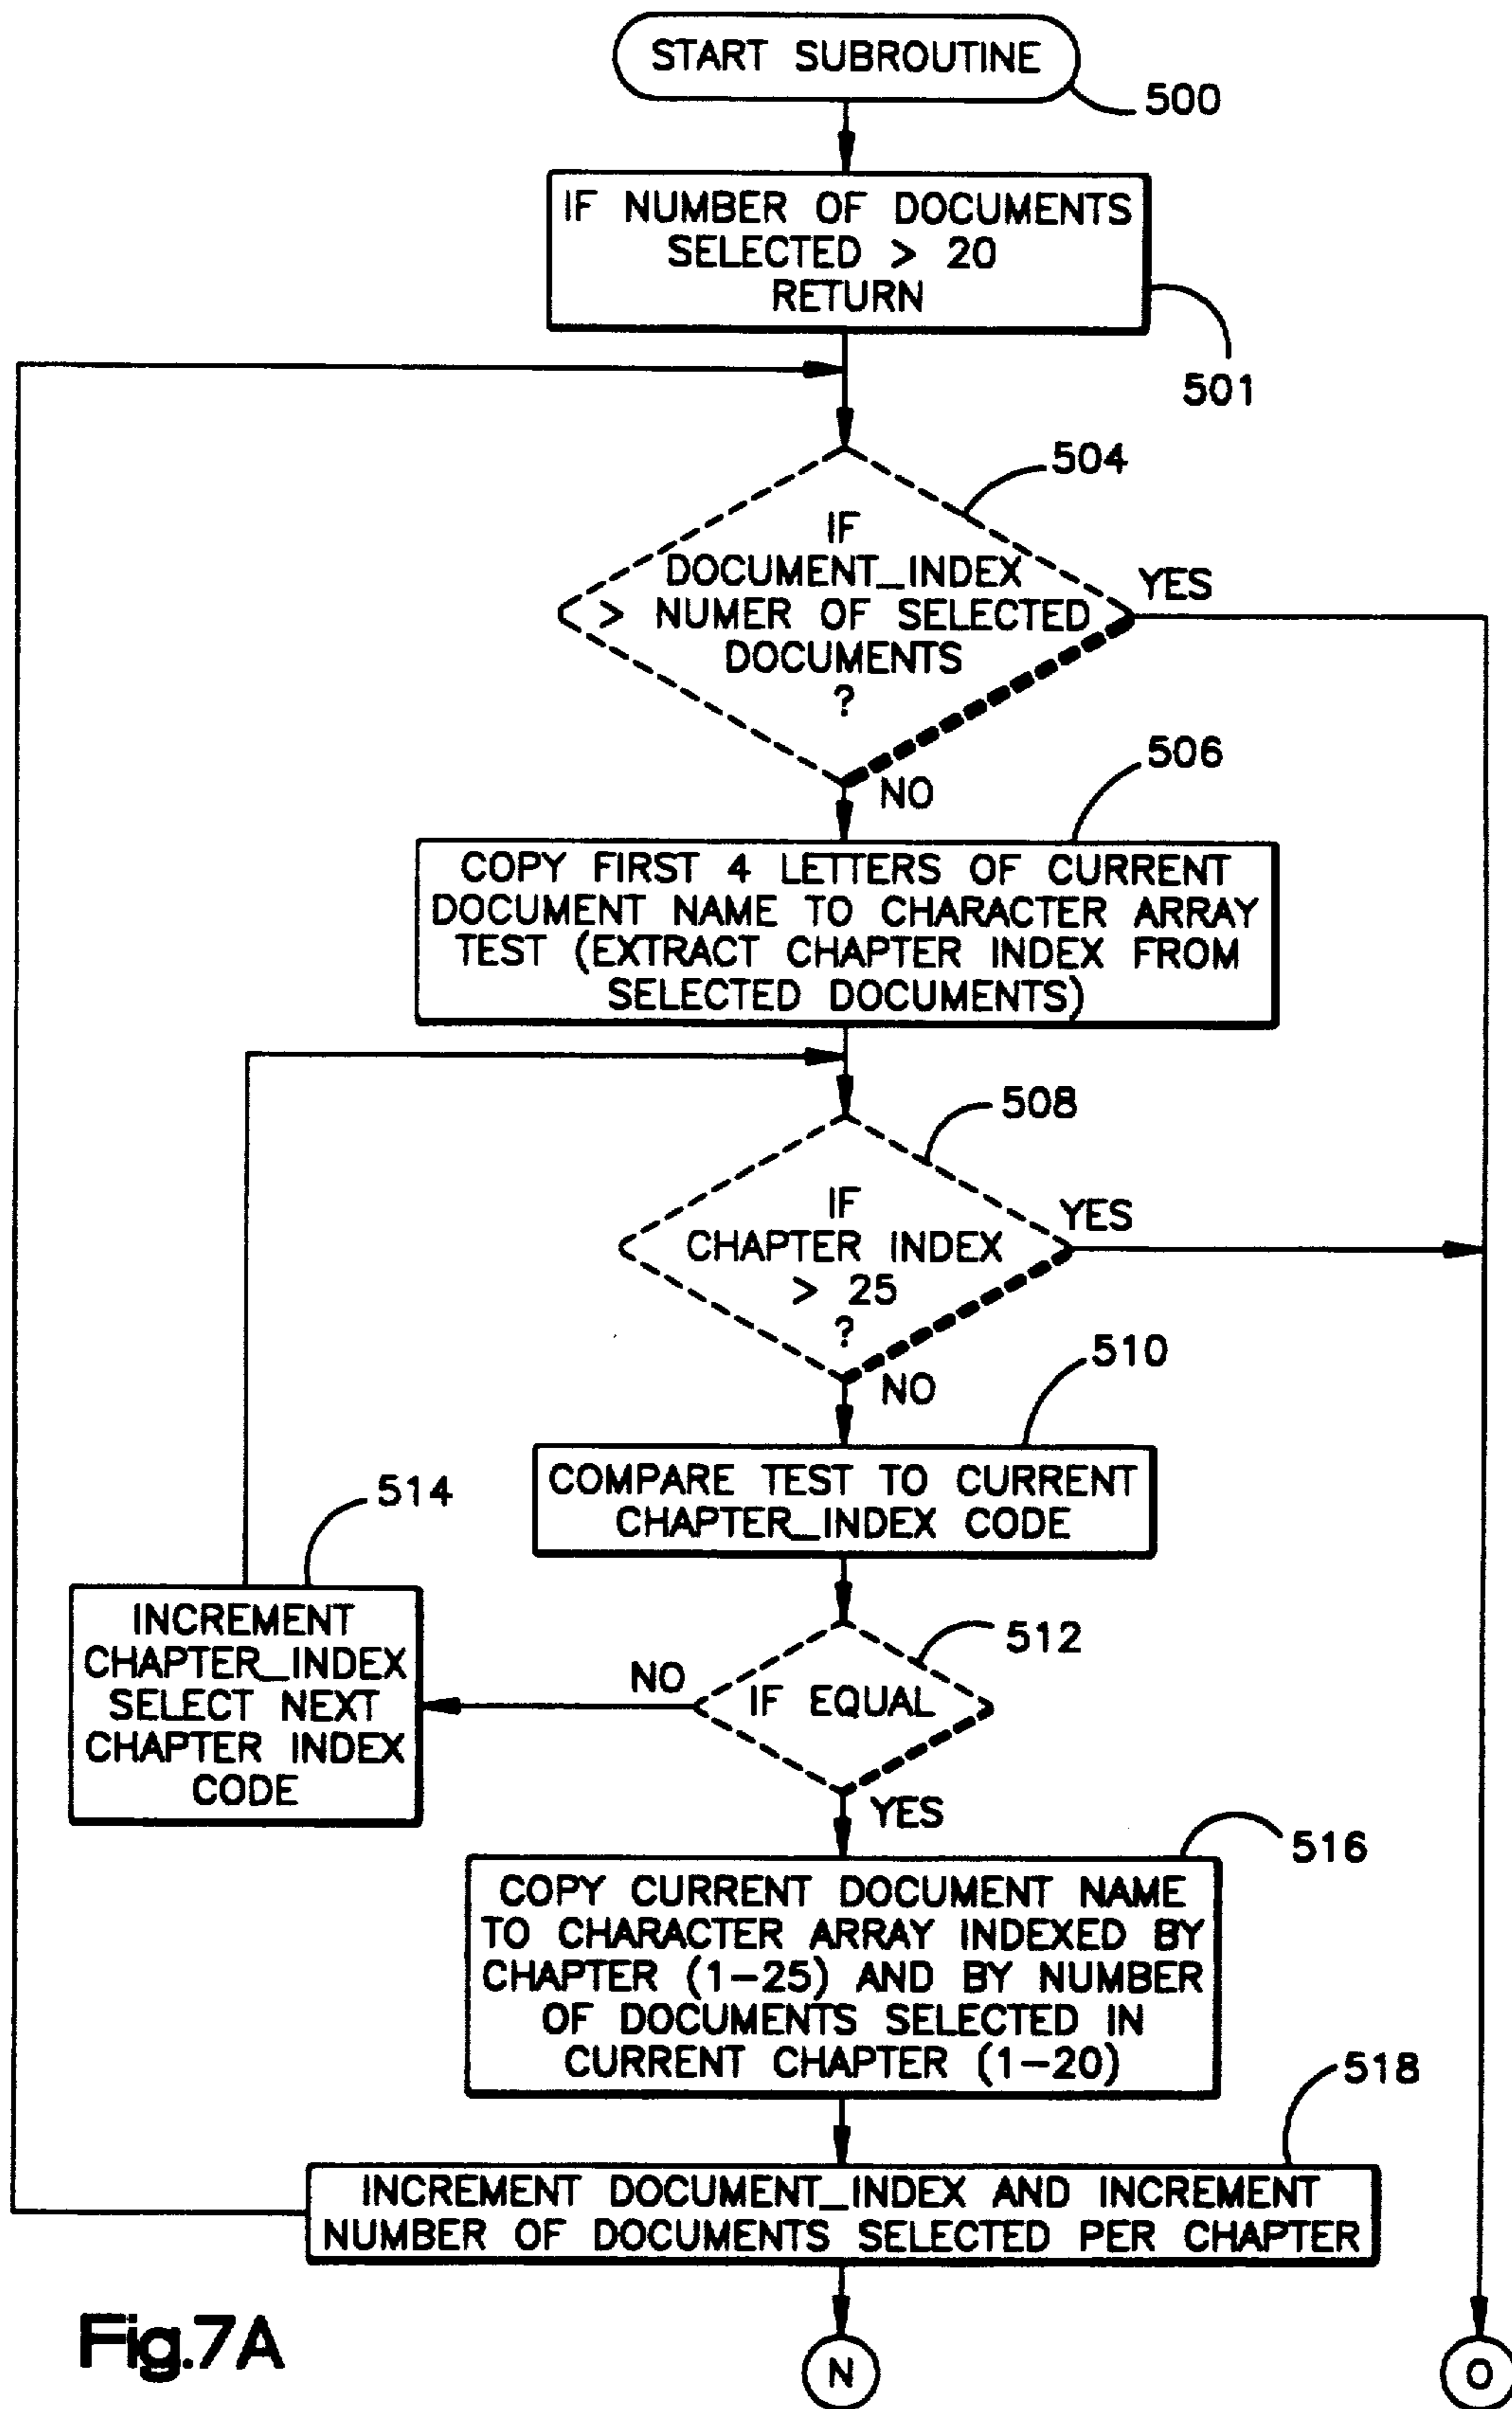 START SUBROUTINE
500
IF NUMBER OF DOCUMENTS
SELECTED > 20
RETURN
501
504
IF
DOCUMENT_INDEX
> NUMER OF SELECTED
DOCUMENTS
?
YES
NO
506
COPY FIRST 4 LETTERS OF CURRENT
DOCUMENT NAME TO CHARACTER ARRAY
TEST (EXTRACT CHAPTER INDEX FROM
SELECTED DOCUMENTS)
508
IF
CHAPTER INDEX
> 25
?
YES
NO
510
COMPARE TEST TO CURRENT
CHAPTER_INDEX CODE
514
INCREMENT
CHAPTER_INDEX
SELECT NEXT
CHAPTER INDEX
CODE
512
NO
IF EQUAL
YES
516
COPY CURRENT DOCUMENT NAME
TO CHARACTER ARRAY INDEXED BY
CHAPTER (1-25) AND BY NUMBER
OF DOCUMENTS SELECTED IN
CURRENT CHAPTER (1-20)
518
INCREMENT DOCUMENT_INDEX AND INCREMENT
NUMBER OF DOCUMENTS SELECTED PER CHAPTER
Fig.7A
N
O